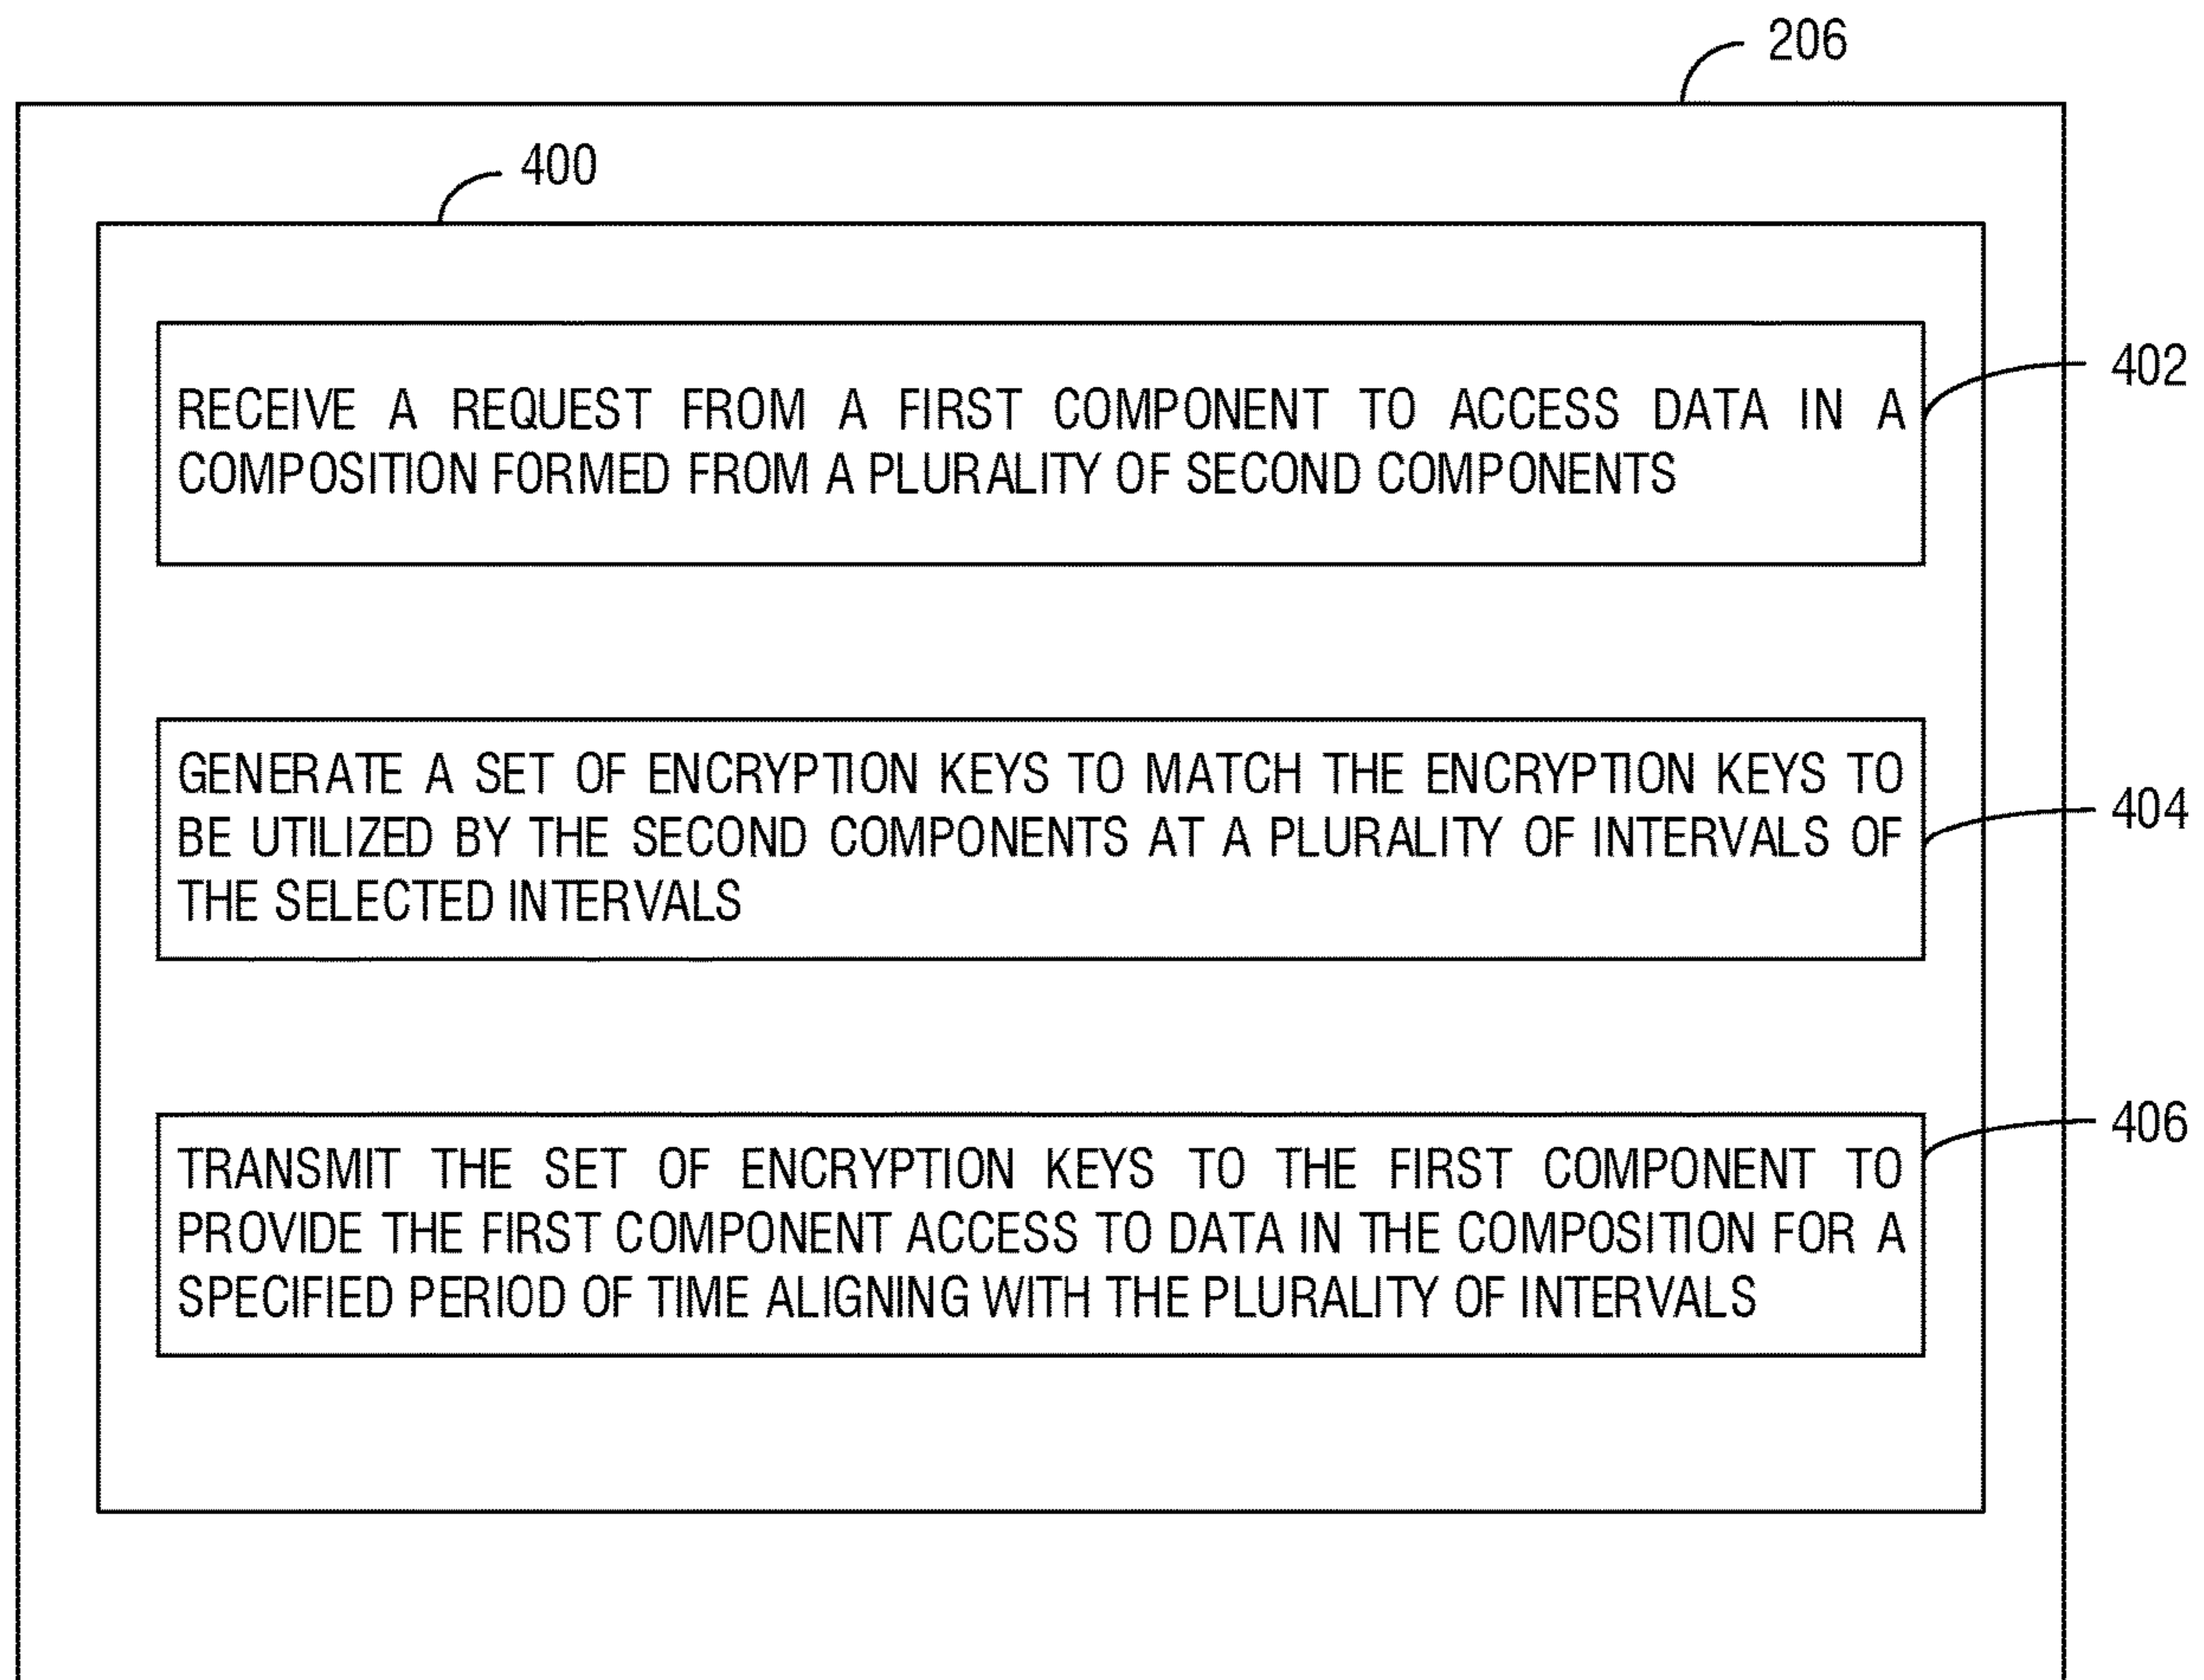 206
400
402
RECEIVE A REQUEST FROM A FIRST COMPONENT TO ACCESS DATA IN A
COMPOSITION FORMED FROM A PLURALITY OF SECOND COMPONENTS
404
GENERATE A SET OF ENCRYPTION KEYS TO MATCH THE ENCRYPTION KEYS TO
BE UTILIZED BY THE SECOND COMPONENTS AT A PLURALITY OF INTERVALS OF
THE SELECTED INTERVALS
406
TRANSMIT THE SET OF ENCRYPTION KEYS TO THE FIRST COMPONENT TO
PROVIDE THE FIRST COMPONENT ACCESS TO DATA IN THE COMPOSITION FOR A
SPECIFIED PERIOD OF TIME ALIGNING WITH THE PLURALITY OF INTERVALS